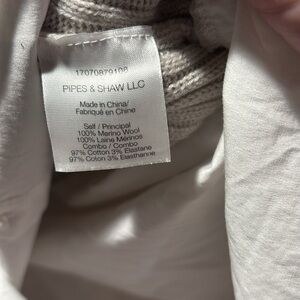 17070879108
PIPES & SHAW LLC
Made in China/
Fabriqué en Chine
Self / Principal
100% Merino Wool
100% Laine Mérinos
Combo / Combo
97% Cotton 3% Elastane
97% Coton 3% Elasthanne